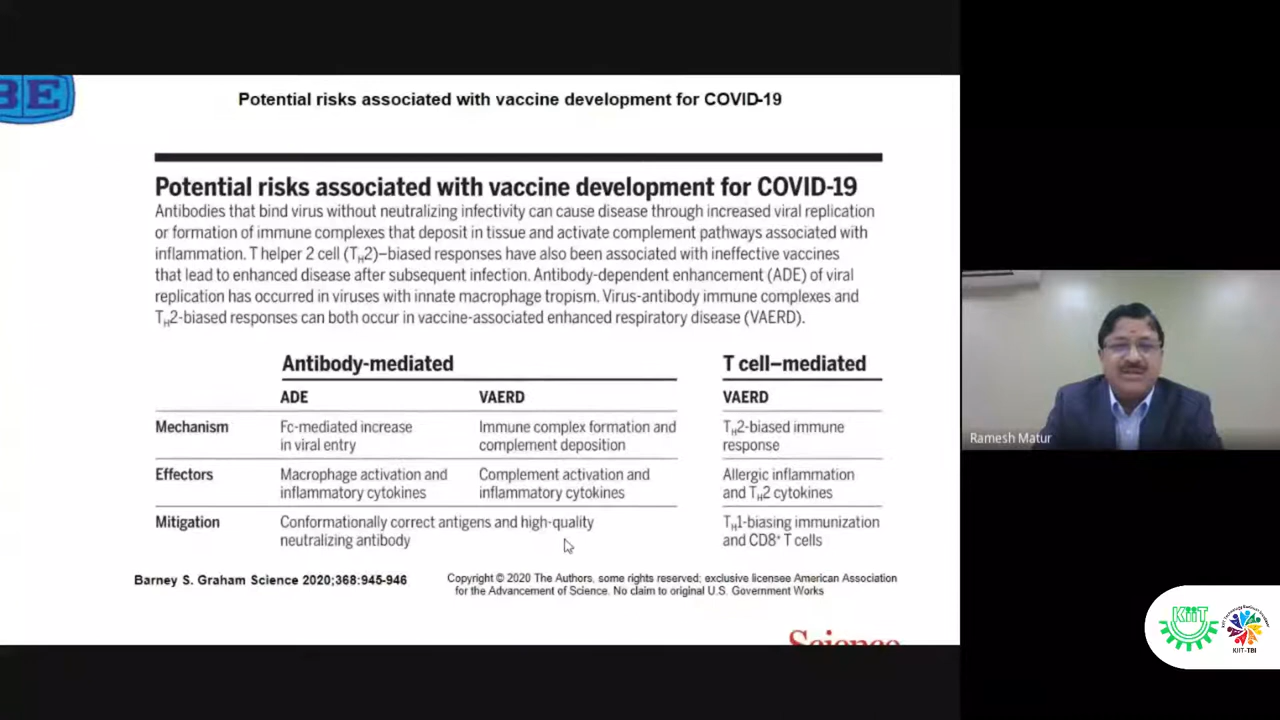 BE
Potential risks associated with vaccine development for COVID-19
Potential risks associated with vaccine development for COVID-19
Antibodies that bind virus without neutralizing infectivity can cause disease through increased viral replication
or formation of immune complexes that deposit in tissue and activate complement pathways associated with
inflammation. T helper 2 cell (TH2)–biased responses have also been associated with ineffective vaccines
that lead to enhanced disease after subsequent infection. Antibody-dependent enhancement (ADE) of viral
replication has occurred in viruses with innate macrophage tropism. Virus-antibody immune complexes and
TH2-biased responses can both occur in vaccine-associated enhanced respiratory disease (VAERD).
Antibody-mediated T cell–mediated
ADE VAERD VAERD
Mechanism Fc-mediated increase Immune complex formation and TH2-biased immune
in viral entry complement deposition response
Effectors Macrophage activation and Complement activation and Allergic inflammation
inflammatory cytokines inflammatory cytokines and TH2 cytokines
Mitigation Conformationally correct antigens and high-quality TH1-biasing immunization
neutralizing antibody and CD8+ T cells
Barney S. Graham Science 2020;368:945-946
Copyright © 2020 The Authors, some rights reserved; exclusive licensee American Association
for the Advancement of Science. No claim to original U.S. Government Works
Science
Ramesh Matur
KiiT
KIIT-TBI